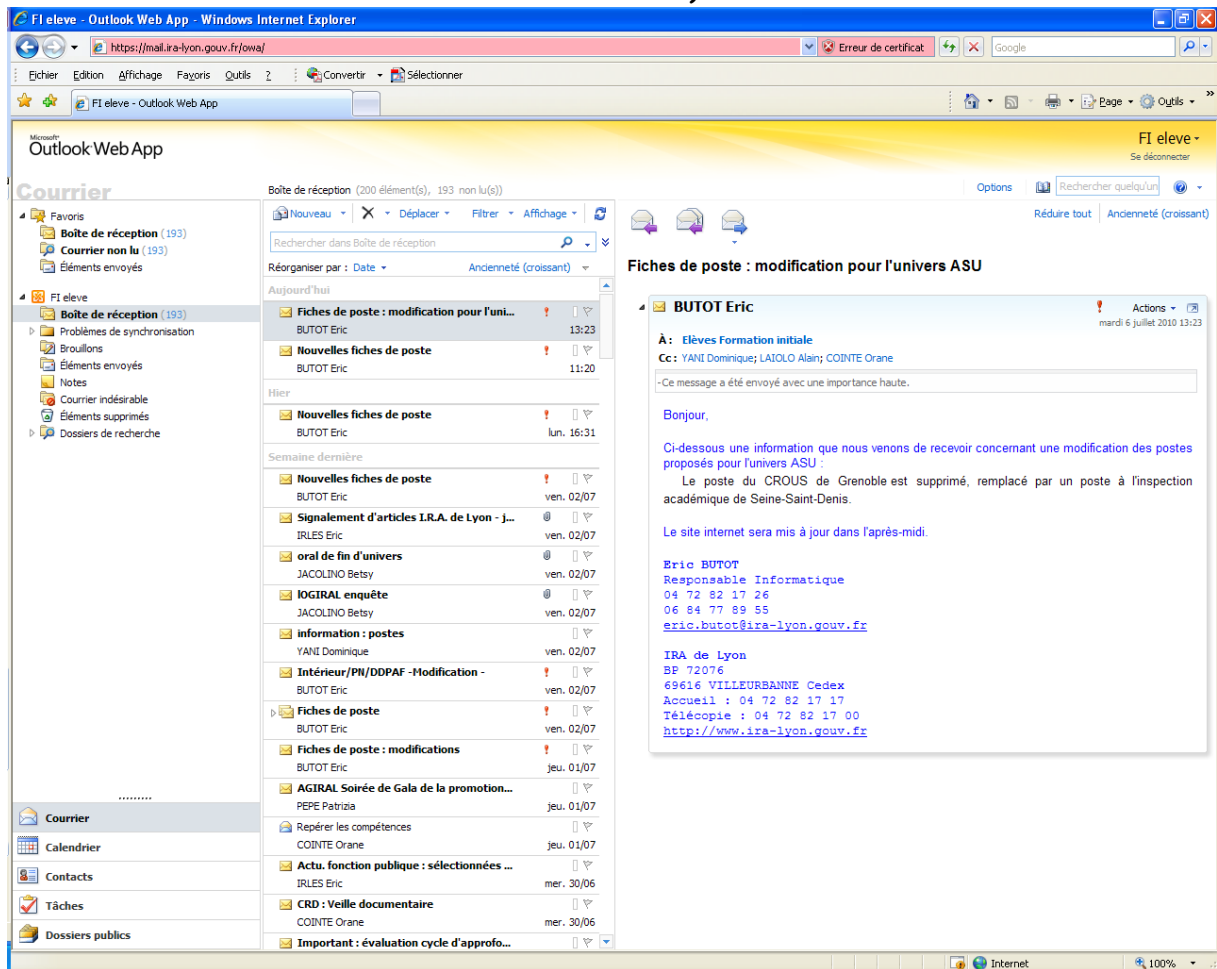 FI eleve - Outlook Web App - Windows Internet Explorer
https://mail.ira-lyon.gouv.fr/owa/
Erreur de certificat
Google
Fichier Edition Affichage Favoris Outils ?
Convertir
Sélectionner
FI eleve - Outlook Web App
Page
Outils
Microsoft
Outlook Web App
FI eleve
Se déconnecter
Courrier
Boîte de réception (200 élément(s), 193 non lu(s))
Options
Rechercher quelqu'un
Favoris
Boîte de réception (193)
Courrier non lu (193)
Éléments envoyés
FI eleve
Boîte de réception (193)
Problèmes de synchronisation
Brouillons
Éléments envoyés
Notes
Courrier indésirable
Éléments supprimés
Dossiers de recherche
Courrier
Calendrier
Contacts
Tâches
Dossiers publics
Nouveau
Déplacer
Filtrer
Affichage
Rechercher dans Boîte de réception
Réorganiser par : Date
Ancienneté (croissant)
Aujourd'hui
Fiches de poste : modification pour l'uni...
BUTOT Eric 13:23
Nouvelles fiches de poste
BUTOT Eric 11:20
Hier
Nouvelles fiches de poste
BUTOT Eric lun. 16:31
Semaine dernière
Nouvelles fiches de poste
BUTOT Eric ven. 02/07
Signalement d'articles I.R.A. de Lyon - j...
IRLES Eric ven. 02/07
oral de fin d'univers
JACOLINO Betsy ven. 02/07
lOGIRAL enquête
JACOLINO Betsy ven. 02/07
information : postes
YANI Dominique ven. 02/07
Intérieur/PN/DDPAF -Modification -
BUTOT Eric ven. 02/07
Fiches de poste
BUTOT Eric ven. 02/07
Fiches de poste : modifications
BUTOT Eric jeu. 01/07
AGIRAL Soirée de Gala de la promotion...
PEPE Patrizia jeu. 01/07
Repérer les compétences
COINTE Orane jeu. 01/07
Actu. fonction publique : sélectionnées ...
IRLES Eric mer. 30/06
CRD : Veille documentaire
COINTE Orane mer. 30/06
Important : évaluation cycle d'approfo...
Réduire tout
Ancienneté (croissant)
Fiches de poste : modification pour l'univers ASU
BUTOT Eric
Actions
mardi 6 juillet 2010 13:23
À : Elèves Formation initiale
Cc : YANI Dominique; LAIOLO Alain; COINTE Orane
-Ce message a été envoyé avec une importance haute.
Bonjour,
Ci-dessous une information que nous venons de recevoir concernant une modification des postes
proposés pour l'univers ASU :
Le poste du CROUS de Grenoble est supprimé, remplacé par un poste à l'inspection
académique de Seine-Saint-Denis.
Le site internet sera mis à jour dans l'après-midi.
Eric BUTOT
Responsable Informatique
04 72 82 17 26
06 84 77 89 55
eric.butot@ira-lyon.gouv.fr
IRA de Lyon
BP 72076
69616 VILLEURBANNE Cedex
Accueil : 04 72 82 17 17
Télécopie : 04 72 82 17 00
http://www.ira-lyon.gouv.fr
Internet
100%